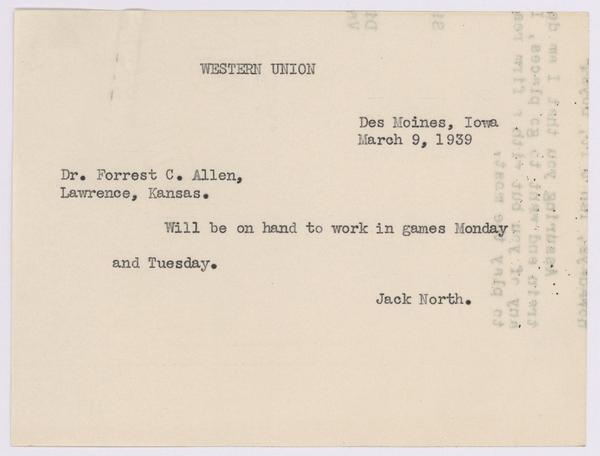 WESTERN UNION
Des Moines, Iowa
March 9, 1939
Dr. Forrest C. Allen,
Lawrence, Kansas.
Will be on hand to work in games Monday
and Tuesday.
Jack North.